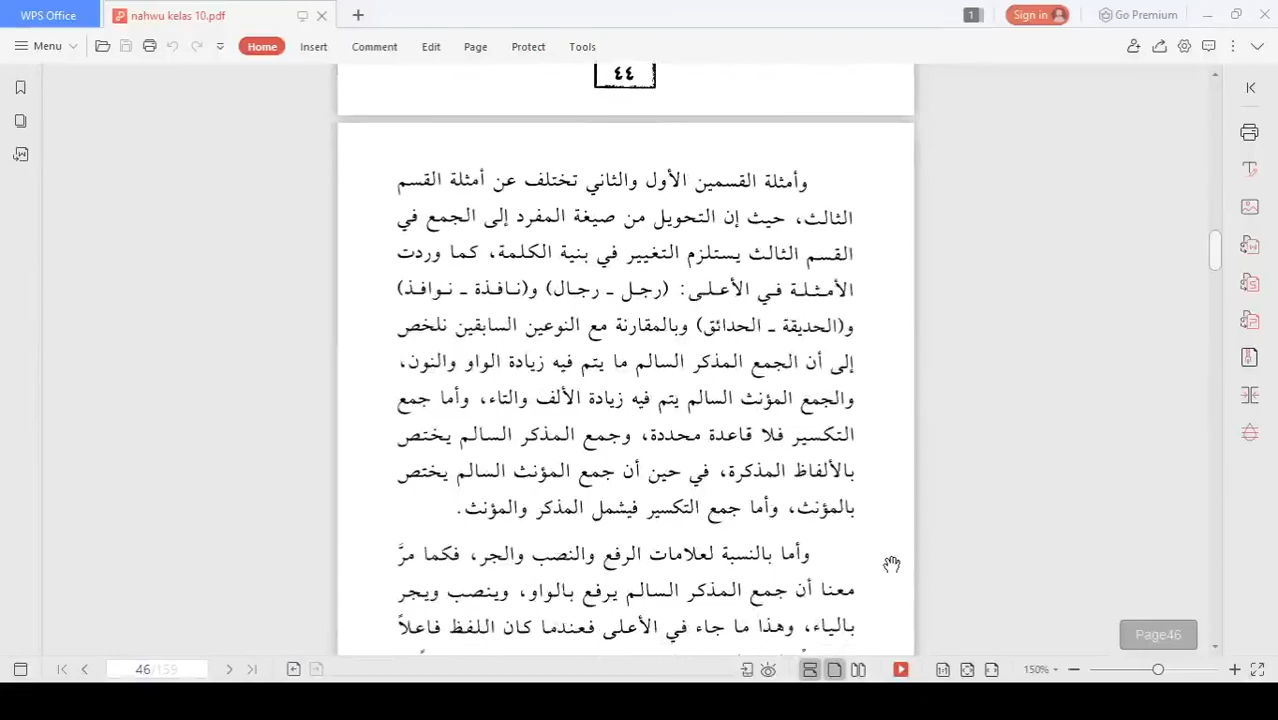 WPS Office
nahwu kelas 10.pdf
1
Sign in
Go Premium
Menu
Home
Insert
Comment
Edit
Page
Protect
Tools
٤٤
وأمثلة القسمين الأول والثاني تختلف عن أمثلة القسم
الثالث، حيث إن التحويل من صيغة المفرد إلى الجمع في
القسم الثالث يستلزم التغيير في بنية الكلمة، كما وردت
الأمثلة في الأعلى: (رجل ـ رجال) و(نافذة ـ نوافذ)
و(الحديقة ـ الحدائق) وبالمقارنة مع النوعين السابقين نلخص
إلى أن الجمع المذكر السالم ما يتم فيه زيادة الواو والنون،
والجمع المؤنث السالم يتم فيه زيادة الألف والتاء، وأما جمع
التكسير فلا قاعدة محددة، وجمع المذكر السالم يختص
بالألفاظ المذكرة، في حين أن جمع المؤنث السالم يختص
بالمؤنث، وأما جمع التكسير فيشمل المذكر والمؤنث.
وأما بالنسبة لعلامات الرفع والنصب والجر، فكما مرَّ
معنا أن جمع المذكر السالم يرفع بالواو، وينصب ويجر
بالياء، وهذا ما جاء في الأعلى فعندما كان اللفظ فاعلاً
Page46
46/159
150%